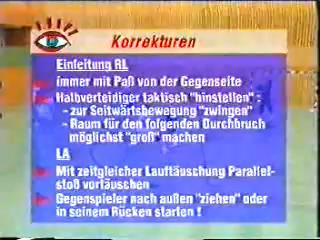 Korrekturen
Einleitung RL
immer mit Paß von der Gegenseite
Halbverteidiger taktisch "hinstellen" :
- zur Seitwärtsbewegung "zwingen"
- Raum für den folgenden Durchbruch
möglichst "groß" machen
LA
Mit zeitgleicher Lauftäuschung Parallel-
stoß vortäuschen
Gegenspieler nach außen "ziehen" oder
in seinem Rücken starten !